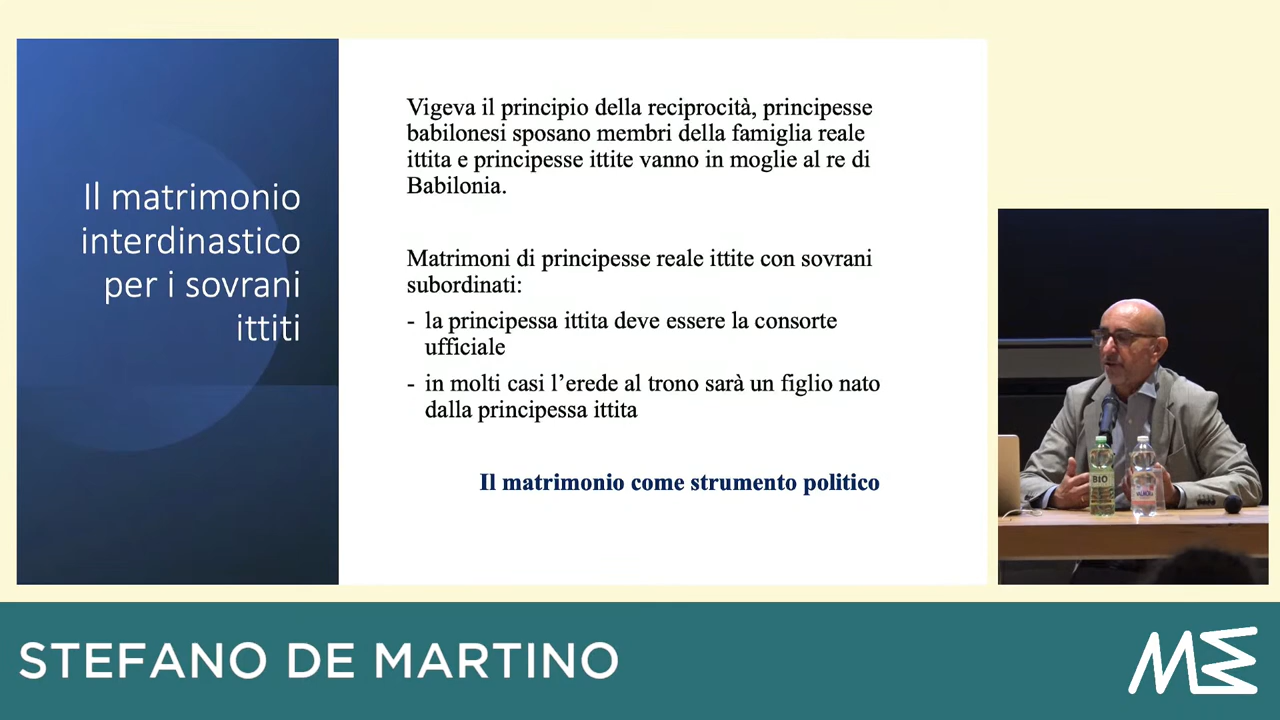 Il matrimonio
interdinastico
per i sovrani
ittiti
Vigeva il principio della reciprocità, principesse
babilonesi sposano membri della famiglia reale
ittita e principesse ittite vanno in moglie al re di
Babilonia.
Matrimoni di principesse reale ittite con sovrani
subordinati:
- la principessa ittita deve essere la consorte
ufficiale
- in molti casi l’erede al trono sarà un figlio nato
dalla principessa ittita
Il matrimonio come strumento politico
BIO
STEFANO DE MARTINO
ME